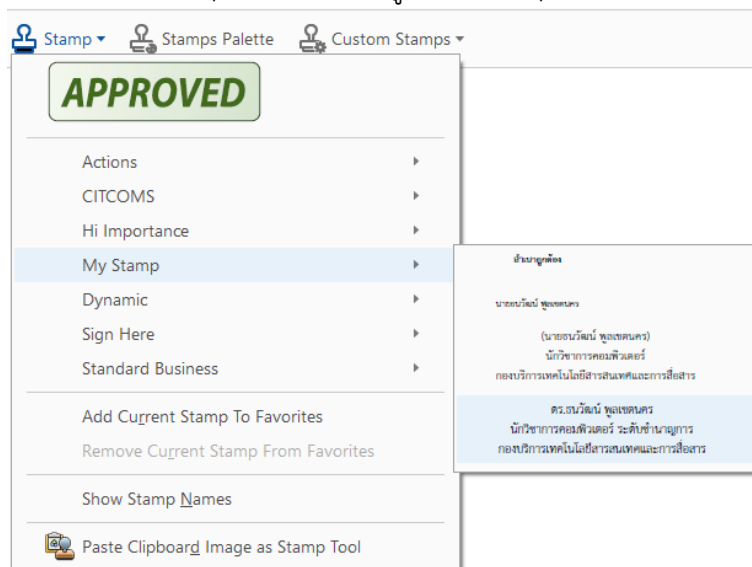 Stamp
Stamps Palette
Custom Stamps
APPROVED
Actions
CITCOMS
Hi Importance
My Stamp
Dynamic
Sign Here
Standard Business
Add Current Stamp To Favorites
Remove Current Stamp From Favorites
Show Stamp Names
Paste Clipboard Image as Stamp Tool
สำเนาถูกต้อง
นายธนวัฒน์ พูลเขตนคร
(นายธนวัฒน์ พูลเขตนคร)
นักวิชาการคอมพิวเตอร์
กองบริการเทคโนโลยีสารสนเทศและการสื่อสาร
ดร.ธนวัฒน์ พูลเขตนคร
นักวิชาการคอมพิวเตอร์ ระดับชำนาญการ
กองบริการเทคโนโลยีสารสนเทศและการสื่อสาร